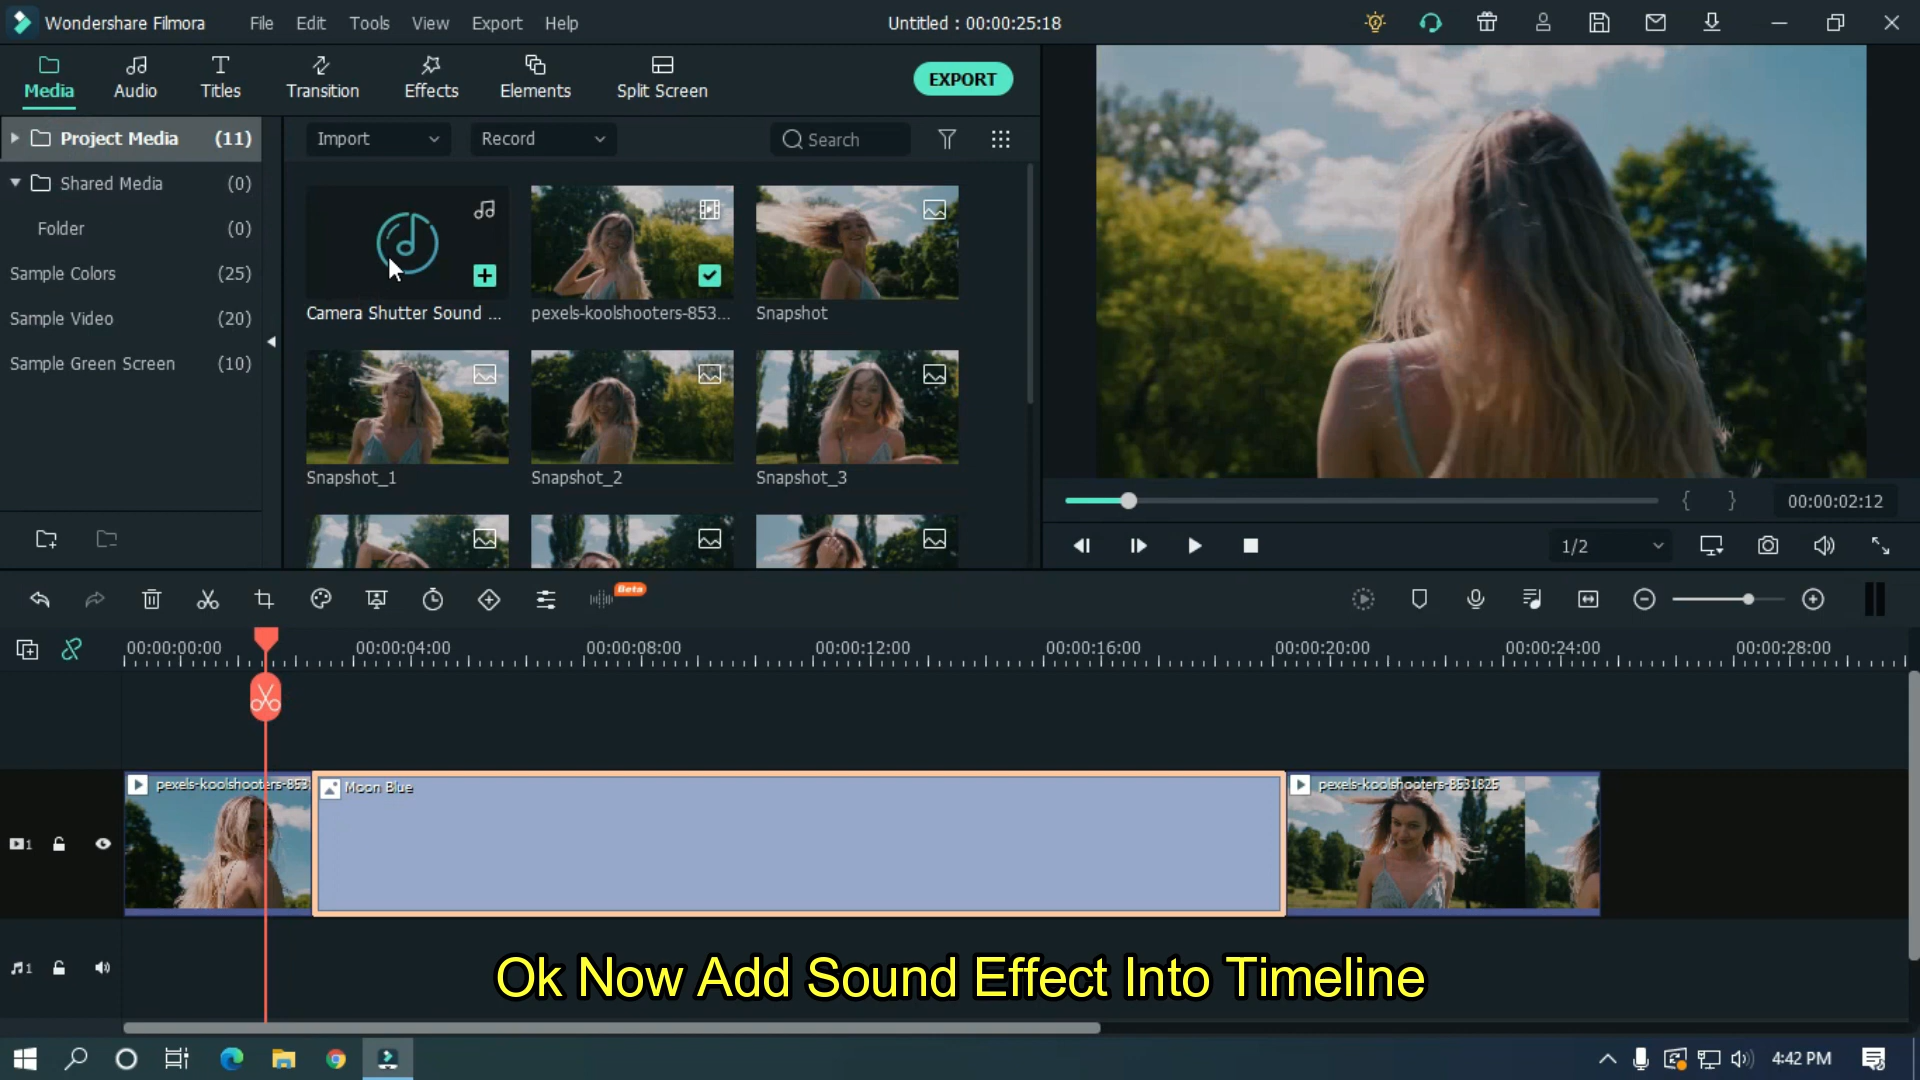 Wondershare Filmora File Edit Tools View Export Help Untitled : 00:00:25:18
Media Audio Titles Transition Effects Elements Split Screen EXPORT
Project Media (11) Import Record Search
Shared Media (0)
Folder (0)
Sample Colors (25)
Sample Video (20)
Sample Green Screen (10)
Camera Shutter Sound ... pexels-koolshooters-853... Snapshot
Snapshot_1 Snapshot_2 Snapshot_3
00:00:02:12
1/2
Beta
00:00:00:00 00:00:04:00 00:00:08:00 00:00:12:00 00:00:16:00 00:00:20:00 00:00:24:00 00:00:28:00
pexels-koolshooters-853 Moon Blue pexels-koolshooters-8531825
1
1
Ok Now Add Sound Effect Into Timeline
4:42 PM